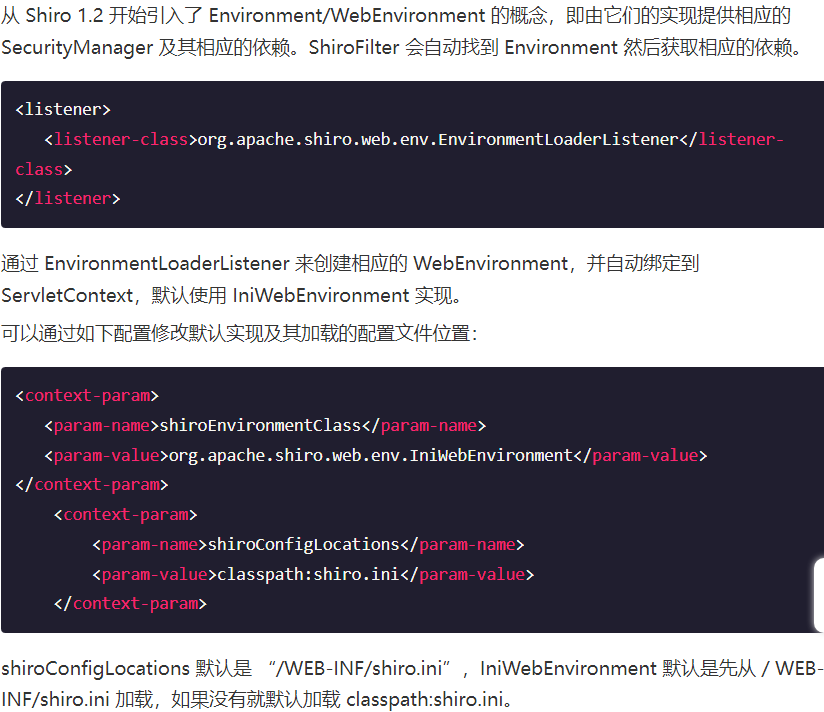 从 Shiro 1.2 开始引入了 Environment/WebEnvironment 的概念，即由它们的实现提供相应的
SecurityManager 及其相应的依赖。ShiroFilter 会自动找到 Environment 然后获取相应的依赖。
<listener>
   <listener-class>org.apache.shiro.web.env.EnvironmentLoaderListener</listener-
class>
</listener>
通过 EnvironmentLoaderListener 来创建相应的 WebEnvironment，并自动绑定到
ServletContext，默认使用 IniWebEnvironment 实现。
可以通过如下配置修改默认实现及其加载的配置文件位置：
<context-param>
   <param-name>shiroEnvironmentClass</param-name>
   <param-value>org.apache.shiro.web.env.IniWebEnvironment</param-value>
</context-param>
    <context-param>
        <param-name>shiroConfigLocations</param-name>
        <param-value>classpath:shiro.ini</param-value>
    </context-param>
shiroConfigLocations 默认是 “/WEB-INF/shiro.ini”，IniWebEnvironment 默认是先从 / WEB-
INF/shiro.ini 加载，如果没有就默认加载 classpath:shiro.ini。